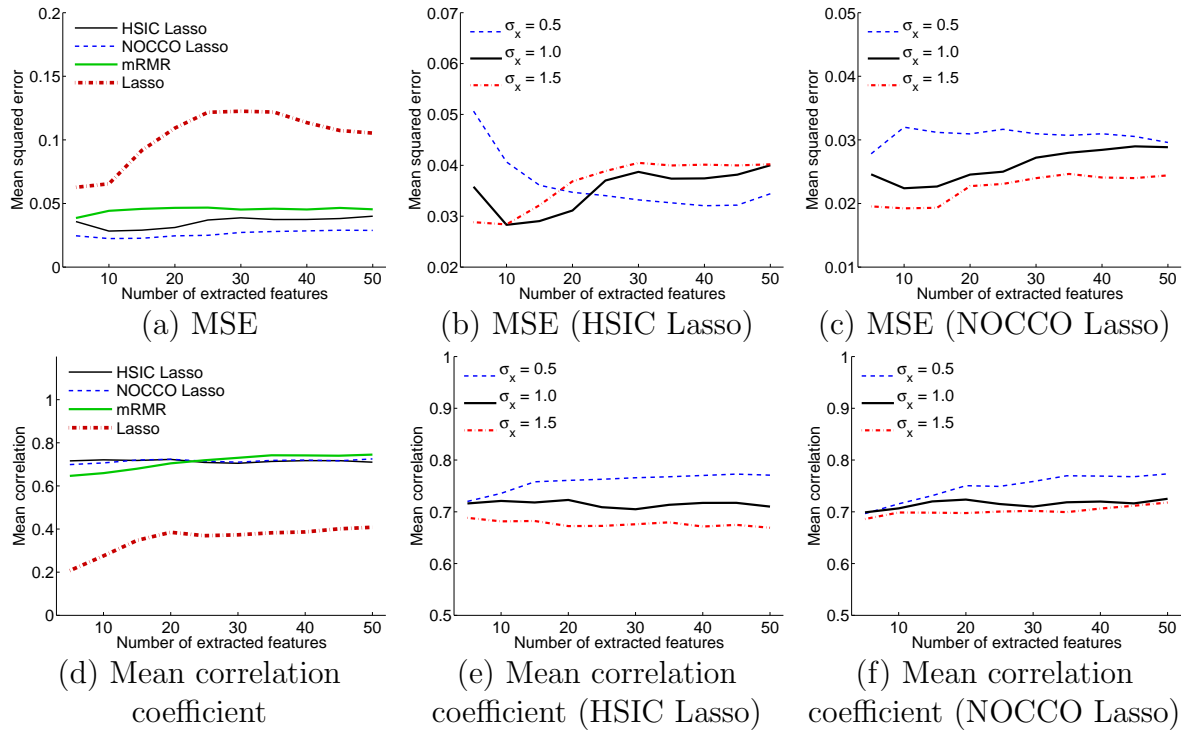 HSIC Lasso
NOCCO Lasso
mRMR
Lasso
0.2
0.15
0.1
0.05
0
Mean squared error
10 20 30 40 50
Number of extracted features
(a) MSE
σx = 0.5
σx = 1.0
σx = 1.5
0.07
0.06
0.05
0.04
0.03
0.02
Mean squared error
10 20 30 40 50
Number of extracted features
(b) MSE (HSIC Lasso)
σx = 0.5
σx = 1.0
σx = 1.5
0.05
0.04
0.03
0.02
0.01
Mean squared error
10 20 30 40 50
Number of extracted features
(c) MSE (NOCCO Lasso)
HSIC Lasso
NOCCO Lasso
mRMR
Lasso
1
0.8
0.6
0.4
0.2
0
Mean correlation
10 20 30 40 50
Number of extracted features
(d) Mean correlation
coefficient
σx = 0.5
σx = 1.0
σx = 1.5
1
0.9
0.8
0.7
0.6
0.5
Mean correlation
10 20 30 40 50
Number of extracted features
(e) Mean correlation
coefficient (HSIC Lasso)
σx = 0.5
σx = 1.0
σx = 1.5
1
0.9
0.8
0.7
0.6
0.5
Mean correlation
10 20 30 40 50
Number of extracted features
(f) Mean correlation
coefficient (NOCCO Lasso)